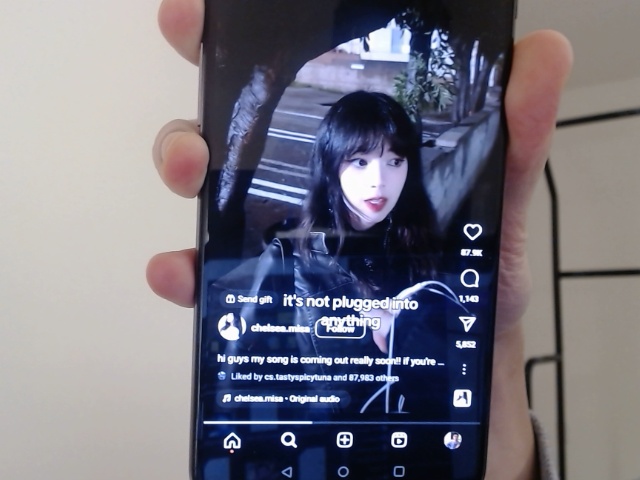 87.9K
1,143
5,852
Send gift
it's not plugged into
anything
chelsea.misa
Follow
hi guys my song is coming out really soon!! if you're ...
Liked by cs.tastyspicytuna and 87,983 others
chelsea.misa • Original audio